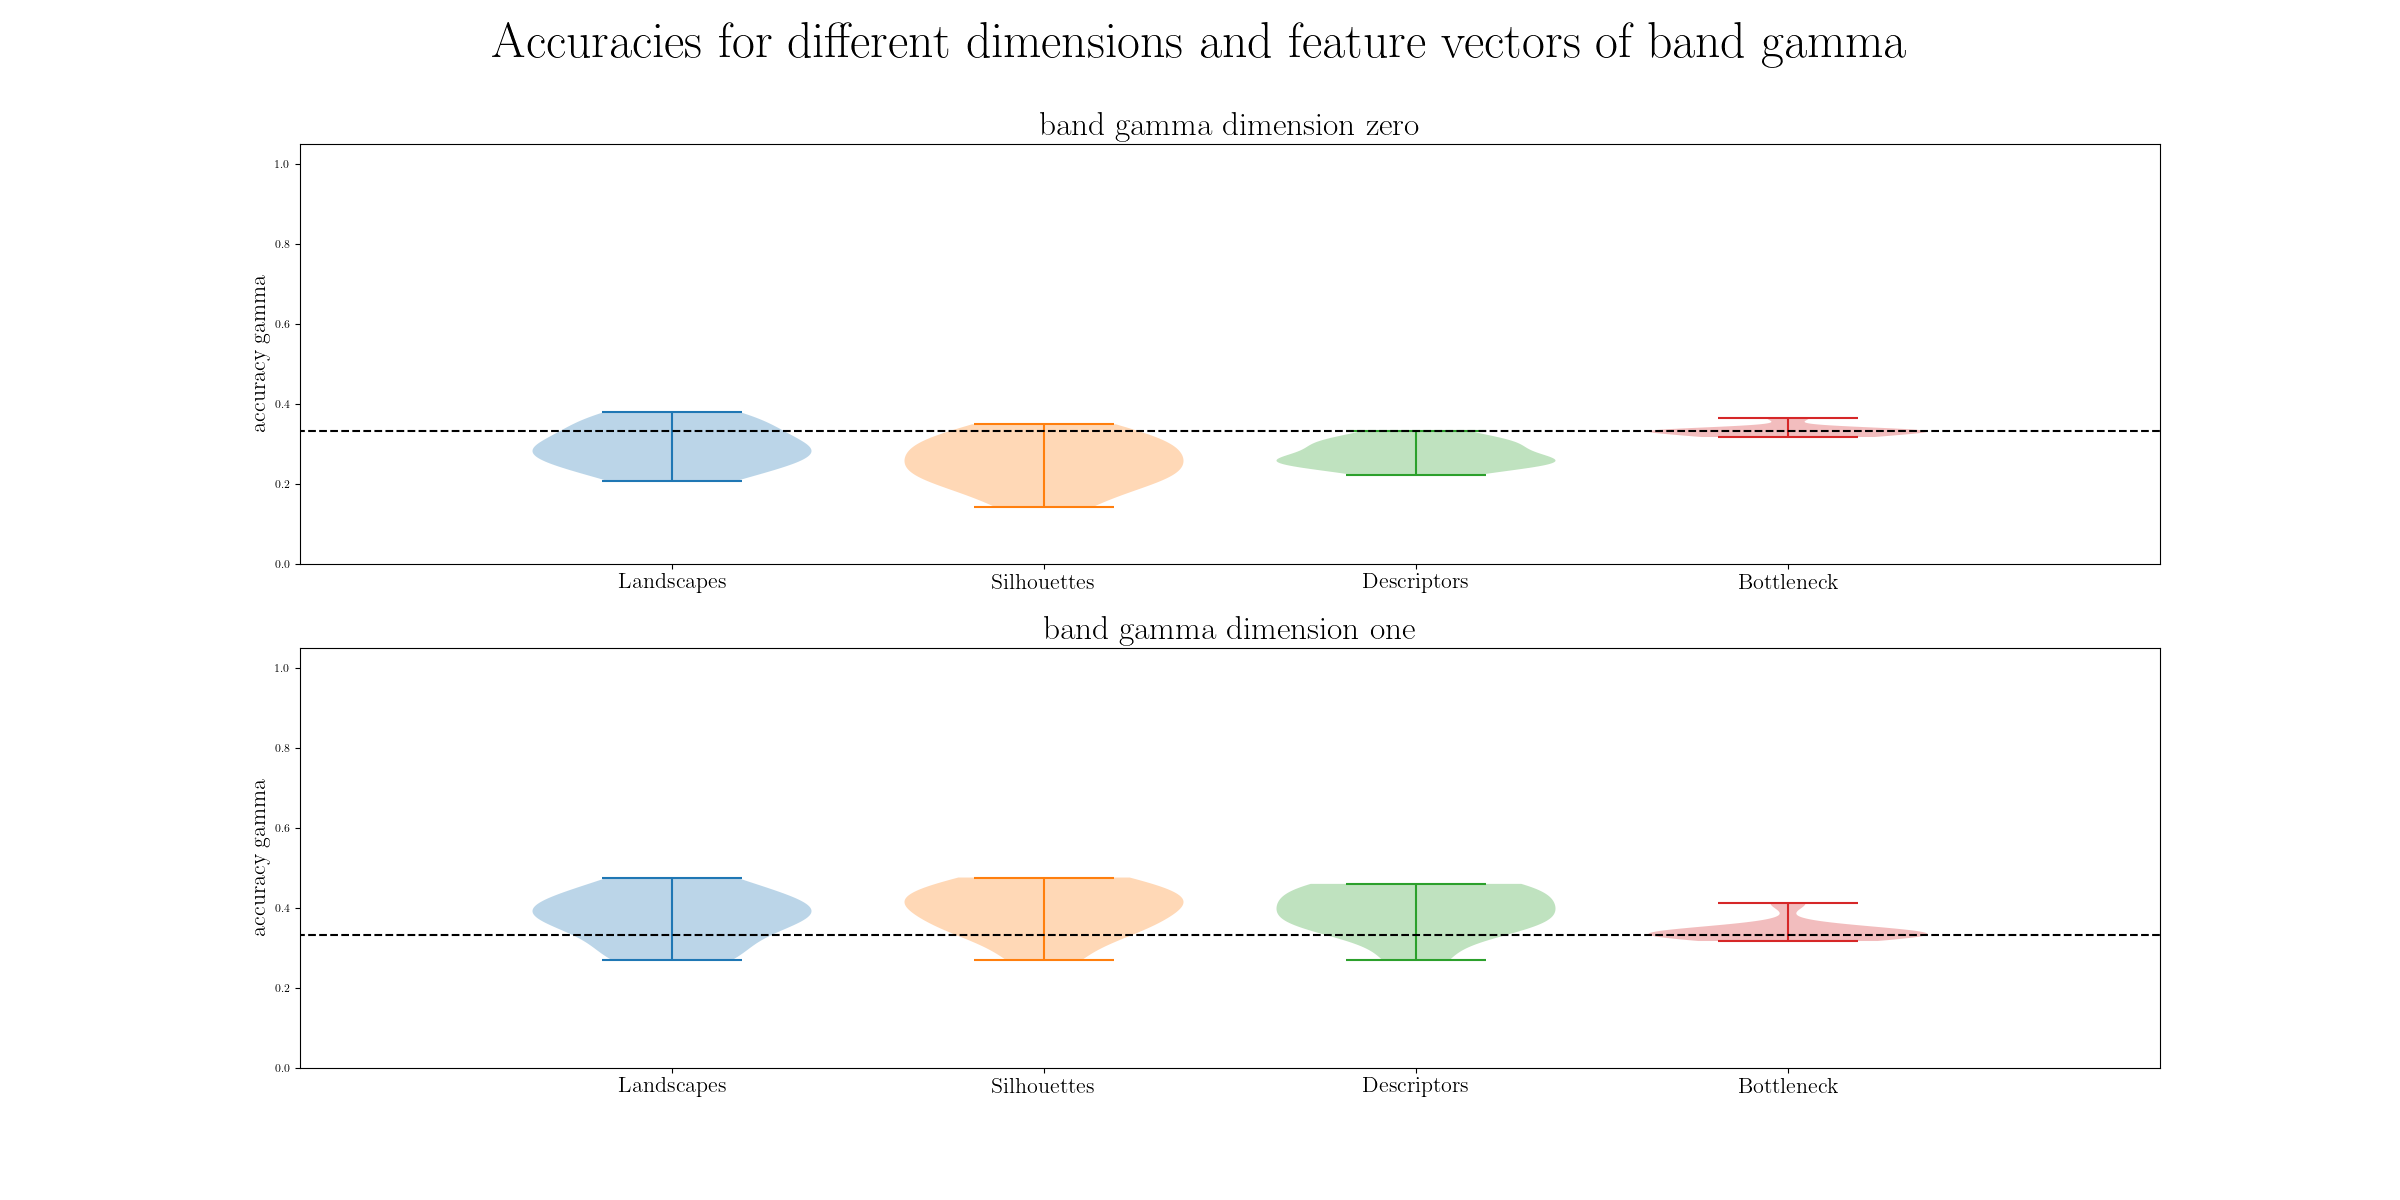 Accuracies for different dimensions and feature vectors of band gamma
band gamma dimension zero
1.0
0.8
0.6
0.4
0.2
0.0
accuracy gamma
Landscapes Silhouettes Descriptors Bottleneck
band gamma dimension one
1.0
0.8
0.6
0.4
0.2
0.0
accuracy gamma
Landscapes Silhouettes Descriptors Bottleneck